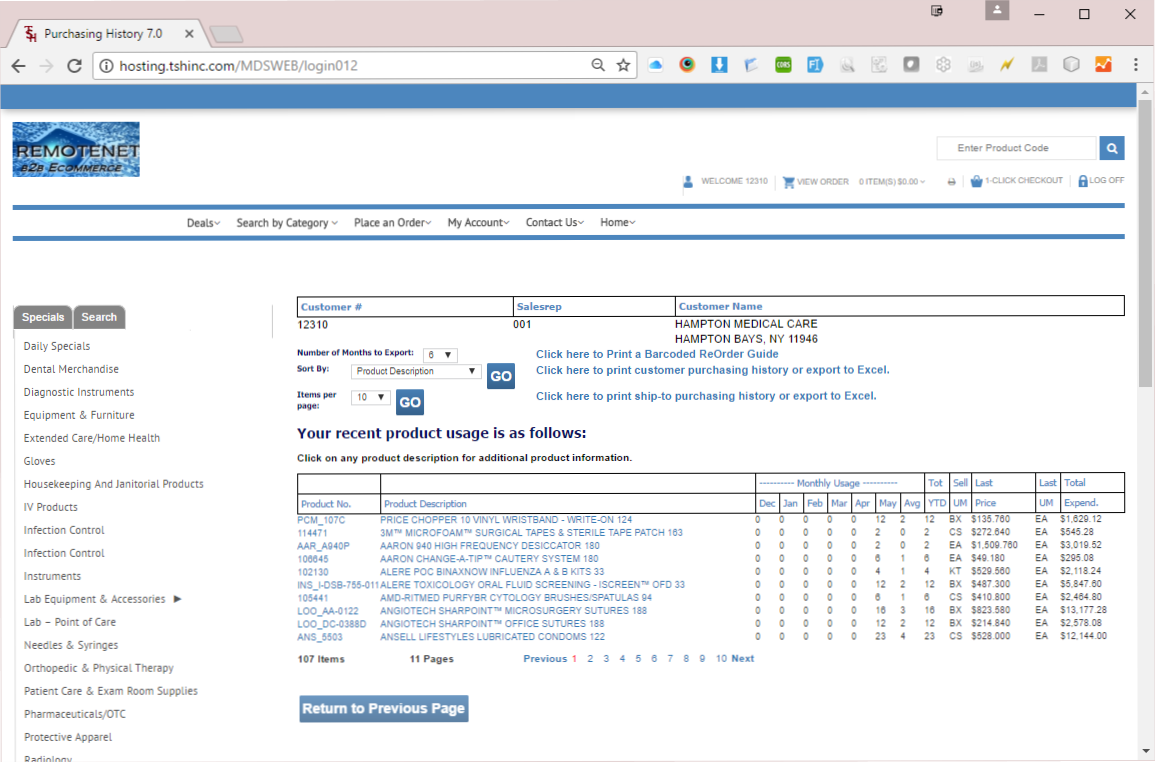 Purchasing History 7.0
hosting.tshinc.com/MDSWEB/login012
REMOTENET
B2B ECOMMERCE
Enter Product Code
WELCOME 12310 VIEW ORDER 0 ITEM(S) $0.00 1-CLICK CHECKOUT LOG OFF
Deals Search by Category Place an Order My Account Contact Us Home
Specials Search
Daily Specials
Dental Merchandise
Diagnostic Instruments
Equipment & Furniture
Extended Care/Home Health
Gloves
Housekeeping And Janitorial Products
IV Products
Infection Control
Infection Control
Instruments
Lab Equipment & Accessories
Lab – Point of Care
Needles & Syringes
Orthopedic & Physical Therapy
Patient Care & Exam Room Supplies
Pharmaceuticals/OTC
Protective Apparel
Radiology
Customer # Salesrep Customer Name
12310 001 HAMPTON MEDICAL CARE
HAMPTON BAYS, NY 11946
Number of Months to Export: 6 Click here to Print a Barcoded ReOrder Guide
Sort By: Product Description GO Click here to print customer purchasing history or export to Excel.
Items per page: 10 GO Click here to print ship-to purchasing history or export to Excel.
Your recent product usage is as follows:
Click on any product description for additional product information.
---------- Monthly Usage ---------- Tot Sell Last Last Total
Product No. Product Description Dec Jan Feb Mar Apr May Avg YTD UM Price UM Expend.
PCM_107C PRICE CHOPPER 10 VINYL WRISTBAND - WRITE-ON 124 0 0 0 0 0 12 2 12 BX $135.760 EA $1,629.12
114471 3M™ MICROFOAM™ SURGICAL TAPES & STERILE TAPE PATCH 163 0 0 0 0 0 2 0 2 CS $272.640 EA $545.28
AAR_A940P AARON 940 HIGH FREQUENCY DESICCATOR 180 0 0 0 0 0 2 0 2 EA $1,509.760 EA $3,019.52
106645 AARON CHANGE-A-TIP™ CAUTERY SYSTEM 180 0 0 0 0 0 6 1 6 EA $49.180 EA $295.08
102130 ALERE POC BINAXNOW INFLUENZA A & B KITS 33 0 0 0 0 0 4 1 4 KT $529.560 EA $2,118.24
INS_I-DSB-755-011 ALERE TOXICOLOGY ORAL FLUID SCREENING - ISCREEN™ OFD 33 0 0 0 0 0 12 2 12 BX $487.300 EA $5,847.60
105441 AMD-RITMED PURFYBR CYTOLOGY BRUSHES/SPATULAS 94 0 0 0 0 0 6 1 6 CS $410.800 EA $2,464.80
LOO_AA-0122 ANGIOTECH SHARPOINT™ MICROSURGERY SUTURES 188 0 0 0 0 0 16 3 16 BX $823.580 EA $13,177.28
LOO_DC-0388D ANGIOTECH SHARPOINT™ OFFICE SUTURES 188 0 0 0 0 0 12 2 12 BX $214.840 EA $2,578.08
ANS_5503 ANSELL LIFESTYLES LUBRICATED CONDOMS 122 0 0 0 0 0 23 4 23 CS $528.000 EA $12,144.00
107 Items 11 Pages Previous 1 2 3 4 5 6 7 8 9 10 Next
Return to Previous Page